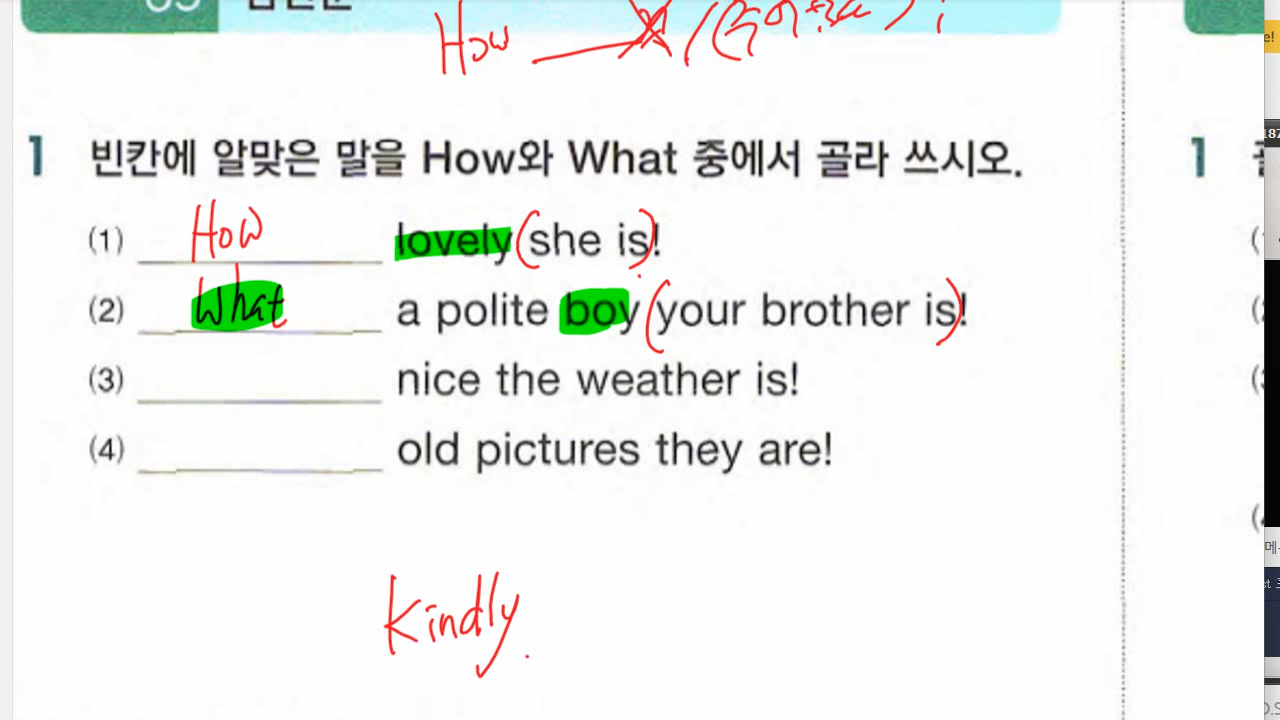 How
1 빈칸에 알맞은 말을 How와 What 중에서 골라 쓰시오.
(1) How lovely (she is)!
(2) What a polite boy (your brother is)!
(3) nice the weather is!
(4) old pictures they are!
kindly.
1